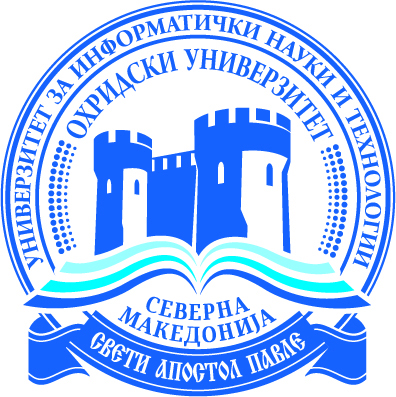 УНИВЕРЗИТЕТ ЗА ИНФОРМАТИЧКИ НАУКИ И ТЕХНОЛОГИИ
ОХРИДСКИ УНИВЕРЗИТЕТ
СЕВЕРНА
МАКЕДОНИЈА
СВЕТИ АПОСТОЛ ПАВЛЕ